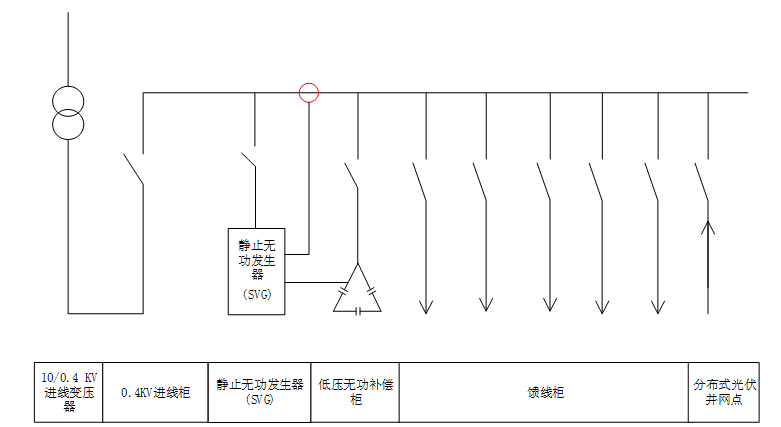 静止无
功发生
器
(SVG)
10/0.4 KV
进线变压
器
0.4KV进线柜
静止无功发生器
(SVG)
低压无功补偿
柜
馈线柜
分布式光伏
并网点